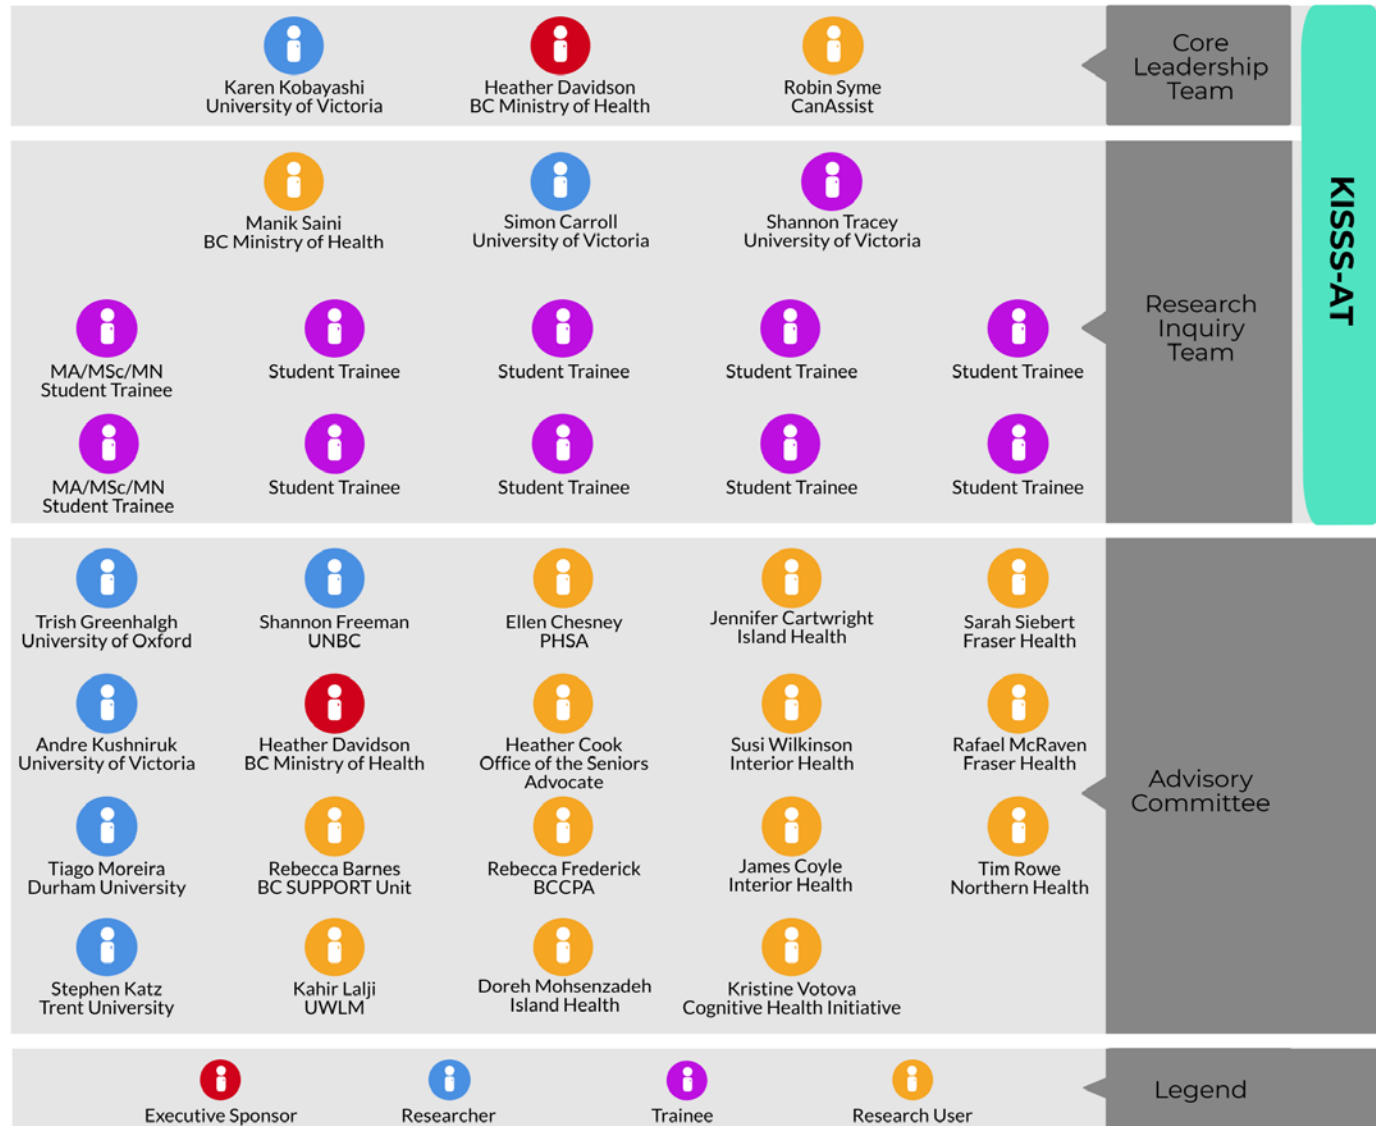 Karen Kobayashi
University of Victoria
Heather Davidson
BC Ministry of Health
Robin Syme
CanAssist
Core
Leadership
Team
KISSS-AT
Manik Saini
BC Ministry of Health
Simon Carroll
University of Victoria
Shannon Tracey
University of Victoria
MA/MSc/MN
Student Trainee
Student Trainee
Student Trainee
Student Trainee
Student Trainee
MA/MSc/MN
Student Trainee
Student Trainee
Student Trainee
Student Trainee
Student Trainee
Research
Inquiry
Team
Trish Greenhalgh
University of Oxford
Shannon Freeman
UNBC
Ellen Chesney
PHSA
Jennifer Cartwright
Island Health
Sarah Siebert
Fraser Health
Andre Kushniruk
University of Victoria
Heather Davidson
BC Ministry of Health
Heather Cook
Office of the Seniors
Advocate
Susi Wilkinson
Interior Health
Rafael McRaven
Fraser Health
Tiago Moreira
Durham University
Rebecca Barnes
BC SUPPORT Unit
Rebecca Frederick
BCCPA
James Coyle
Interior Health
Tim Rowe
Northern Health
Stephen Katz
Trent University
Kahir Lalji
UWLM
Doreh Mohsenzadeh
Island Health
Kristine Votova
Cognitive Health Initiative
Advisory
Committee
Executive Sponsor
Researcher
Trainee
Research User
Legend